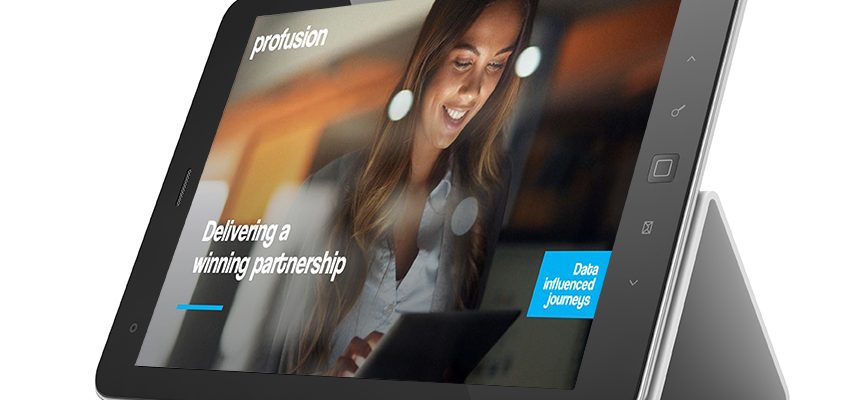 profusion
Delivering a
winning partnership
Data
influenced
journeys